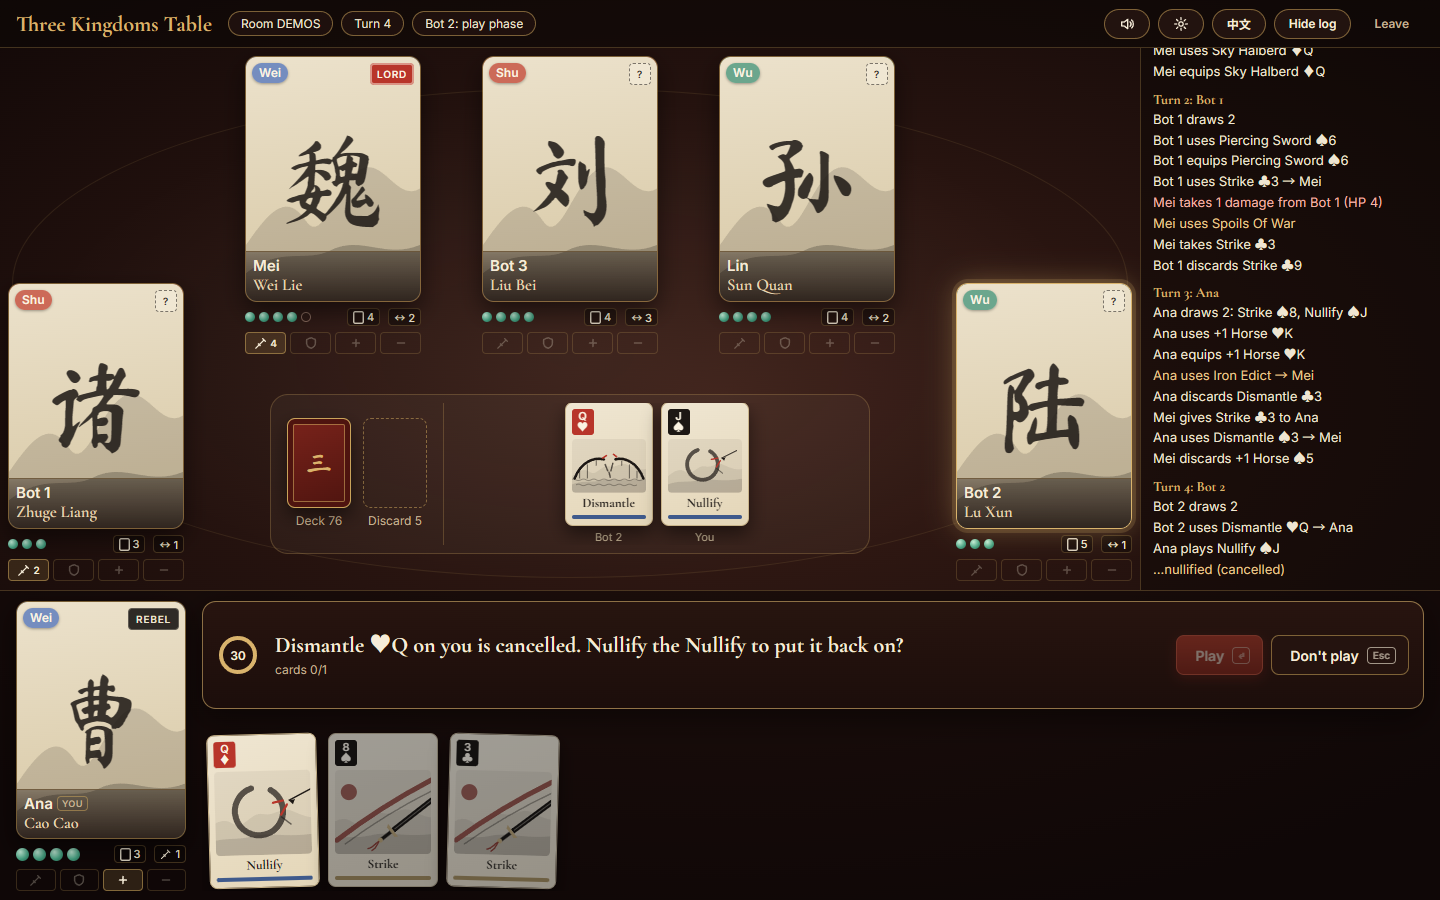 Three Kingdoms Table
Room DEMOS
Turn 4
Bot 2: play phase
中文
Hide log
Leave
Wei
LORD
魏
Mei
Wei Lie
4
2
4
Shu
?
刘
Bot 3
Liu Bei
4
3
Wu
?
孙
Lin
Sun Quan
4
2
Shu
?
诸
Bot 1
Zhuge Liang
3
1
2
Wu
?
陆
Bot 2
Lu Xun
5
1
三
Deck 76
Discard 5
Q
Dismantle
Bot 2
J
Nullify
You
Mei uses Sky Halberd ♦Q
Mei equips Sky Halberd ♦Q
Turn 2: Bot 1
Bot 1 draws 2
Bot 1 uses Piercing Sword ♠6
Bot 1 equips Piercing Sword ♠6
Bot 1 uses Strike ♣3 → Mei
Mei takes 1 damage from Bot 1 (HP 4)
Mei uses Spoils Of War
Mei takes Strike ♣3
Bot 1 discards Strike ♣9
Turn 3: Ana
Ana draws 2: Strike ♠8, Nullify ♠J
Ana uses +1 Horse ♥K
Ana equips +1 Horse ♥K
Ana uses Iron Edict → Mei
Ana discards Dismantle ♣3
Mei gives Strike ♣3 to Ana
Ana uses Dismantle ♠3 → Mei
Mei discards +1 Horse ♠5
Turn 4: Bot 2
Bot 2 draws 2
Bot 2 uses Dismantle ♥Q → Ana
Ana plays Nullify ♠J
...nullified (cancelled)
Wei
REBEL
曹
Ana YOU
Cao Cao
3
1
30
Dismantle ♥Q on you is cancelled. Nullify the Nullify to put it back on?
cards 0/1
Play
Don't play Esc
Q
Nullify
8
Strike
3
Strike